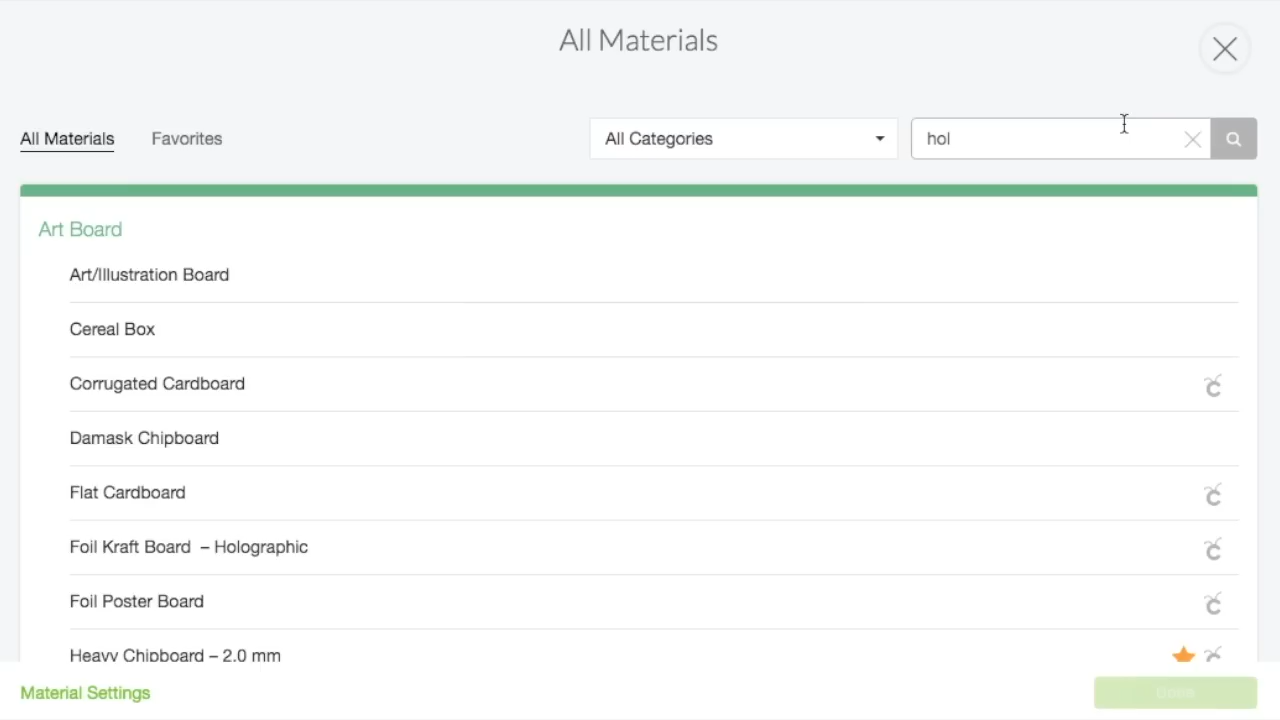 All Materials
All Materials
Favorites
All Categories
hol
Art Board
Art/Illustration Board
Cereal Box
Corrugated Cardboard
Damask Chipboard
Flat Cardboard
Foil Kraft Board – Holographic
Foil Poster Board
Heavy Chipboard – 2.0 mm
Material Settings
Done